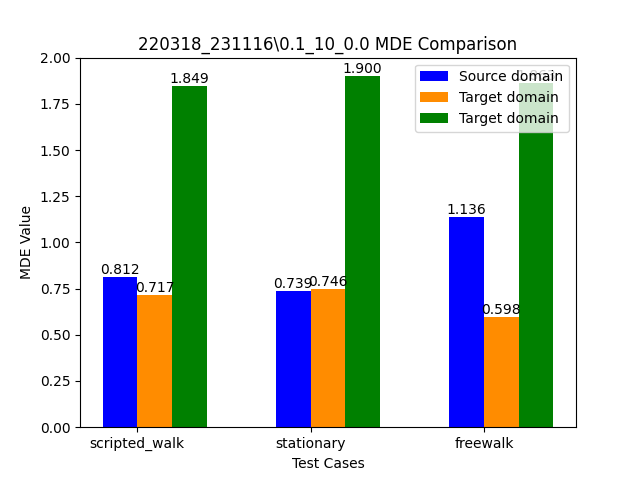 220318_231116\0.1_10_0.0 MDE Comparison
MDE Value
2.00
1.75
1.50
1.25
1.00
0.75
0.50
0.25
0.00
Source domain
Target domain
Target domain
0.812
0.717
1.849
0.739
0.746
1.900
1.136
0.598
scripted_walk
stationary
freewalk
Test Cases